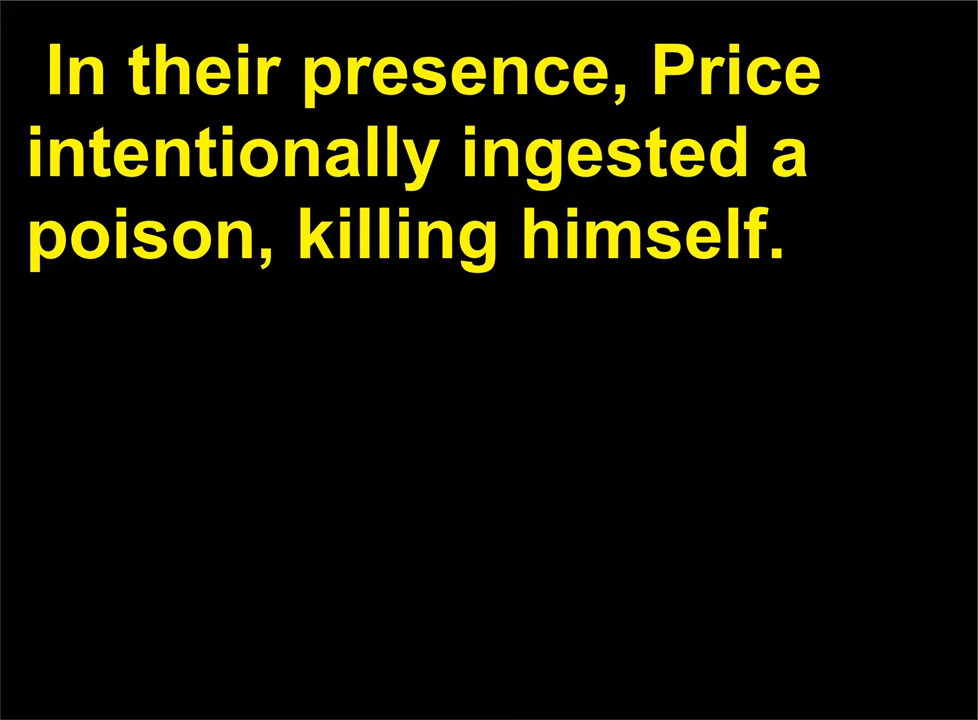 In their presence, Price
intentionally ingested a
poison, killing himself.